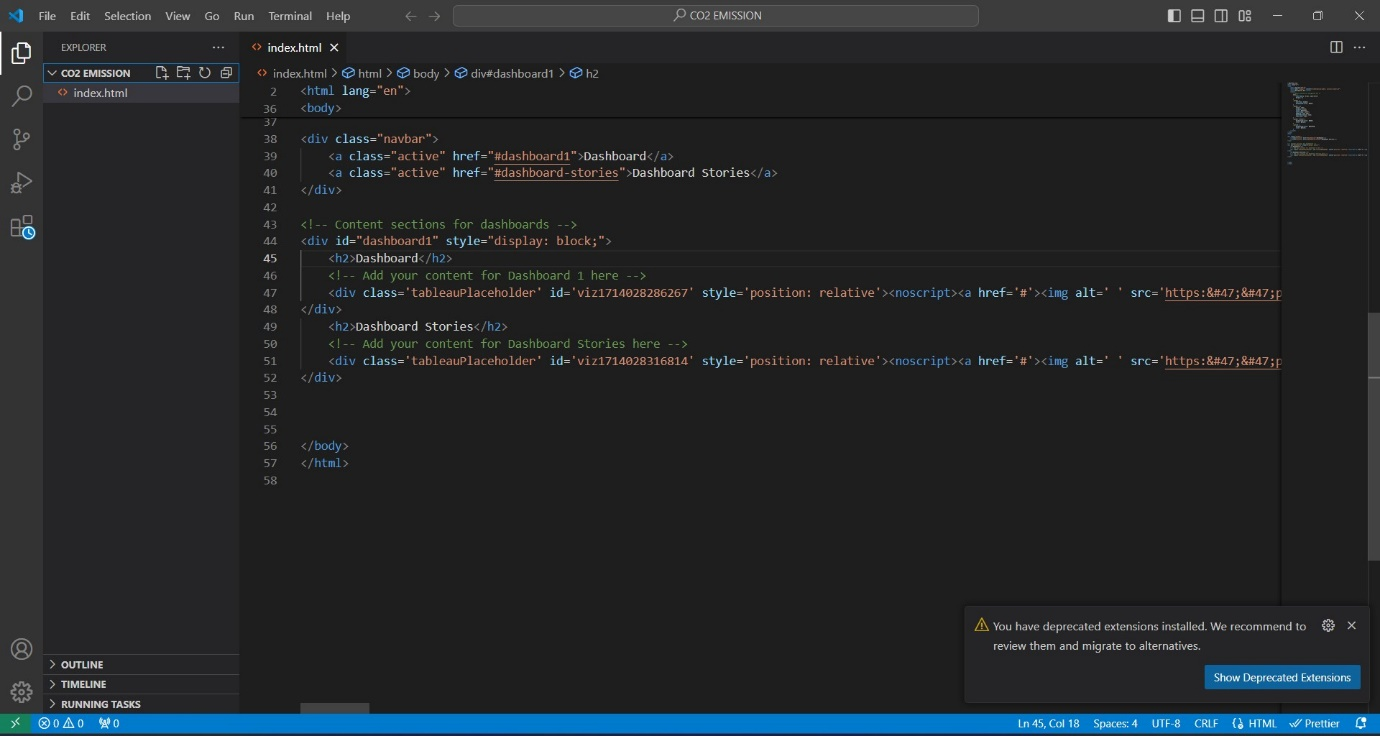 File Edit Selection View Go Run Terminal Help
CO2 EMISSION
EXPLORER
CO2 EMISSION
index.html
OUTLINE
TIMELINE
RUNNING TASKS
index.html
index.html > html > body > div#dashboard1 > h2
2 <html lang="en">
36 <body>
37
38 <div class="navbar">
39 <a class="active" href="#dashboard1">Dashboard</a>
40 <a class="active" href="#dashboard-stories">Dashboard Stories</a>
41 </div>
42
43 <!-- Content sections for dashboards -->
44 <div id="dashboard1" style="display: block;">
45 <h2>Dashboard</h2>
46 <!-- Add your content for Dashboard 1 here -->
47 <div class='tableauPlaceholder' id='viz1714028286267' style='position: relative'><noscript><a href='#'><img alt=' ' src='https:&#47;&#47;p
48 </div>
49 <h2>Dashboard Stories</h2>
50 <!-- Add your content for Dashboard Stories here -->
51 <div class='tableauPlaceholder' id='viz1714028316814' style='position: relative'><noscript><a href='#'><img alt=' ' src='https:&#47;&#47;p
52 </div>
53
54
55
56 </body>
57 </html>
58
You have deprecated extensions installed. We recommend to
review them and migrate to alternatives.
Show Deprecated Extensions
0 0 0
Ln 45, Col 18 Spaces: 4 UTF-8 CRLF HTML Prettier